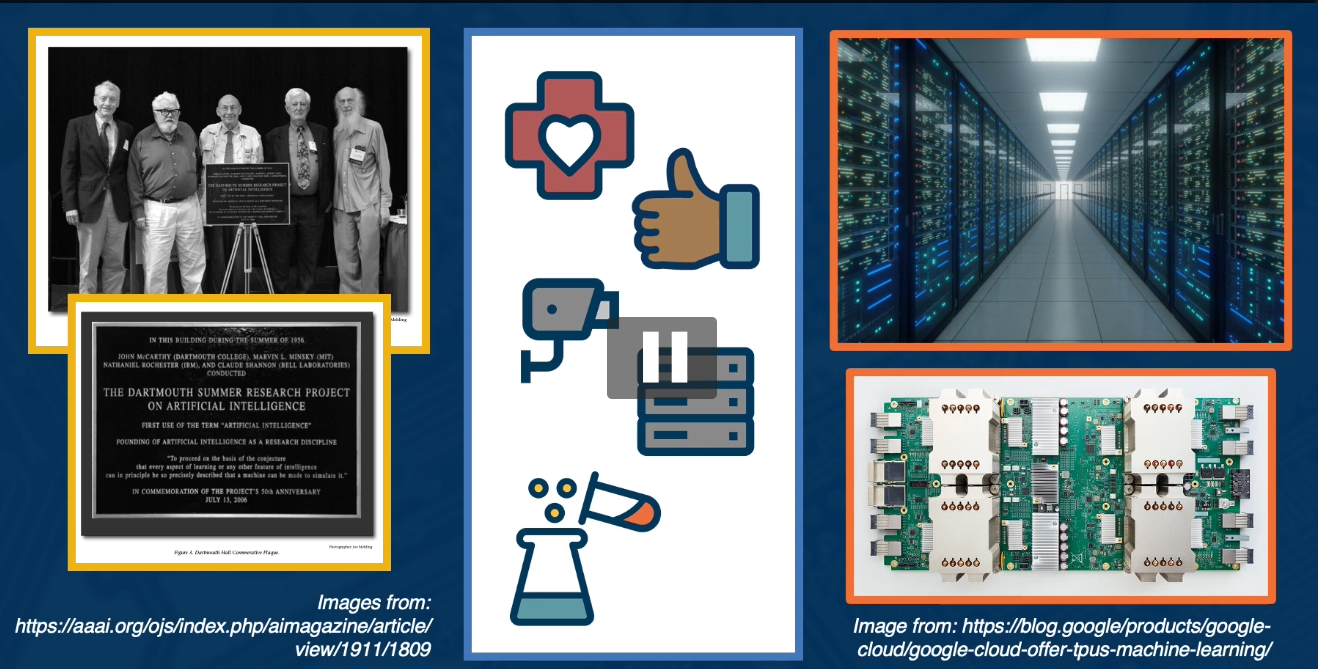 IN THIS BUILDING DURING THE SUMMER OF 1956
JOHN McCARTHY (DARTMOUTH COLLEGE), MARVIN L. MINSKY (MIT)
NATHANIEL ROCHESTER (IBM), AND CLAUDE SHANNON (BELL LABORATORIES)
CONDUCTED
THE DARTMOUTH SUMMER RESEARCH PROJECT
ON ARTIFICIAL INTELLIGENCE
FIRST USE OF THE TERM "ARTIFICIAL INTELLIGENCE"
FOUNDING OF ARTIFICIAL INTELLIGENCE AS A RESEARCH DISCIPLINE
"To proceed on the basis of the conjecture
that every aspect of learning or any other feature of intelligence
can in principle be so precisely described that a machine can be made to simulate it."
IN COMMEMORATION OF THE PROJECT'S 50th ANNIVERSARY
JULY 13, 2006
Figure 3. Dartmouth Hall Commemorative Plaque.
Images from:
https://aaai.org/ojs/index.php/aimagazine/article/
view/1911/1809
Image from: https://blog.google/products/google-
cloud/google-cloud-offer-tpus-machine-learning/